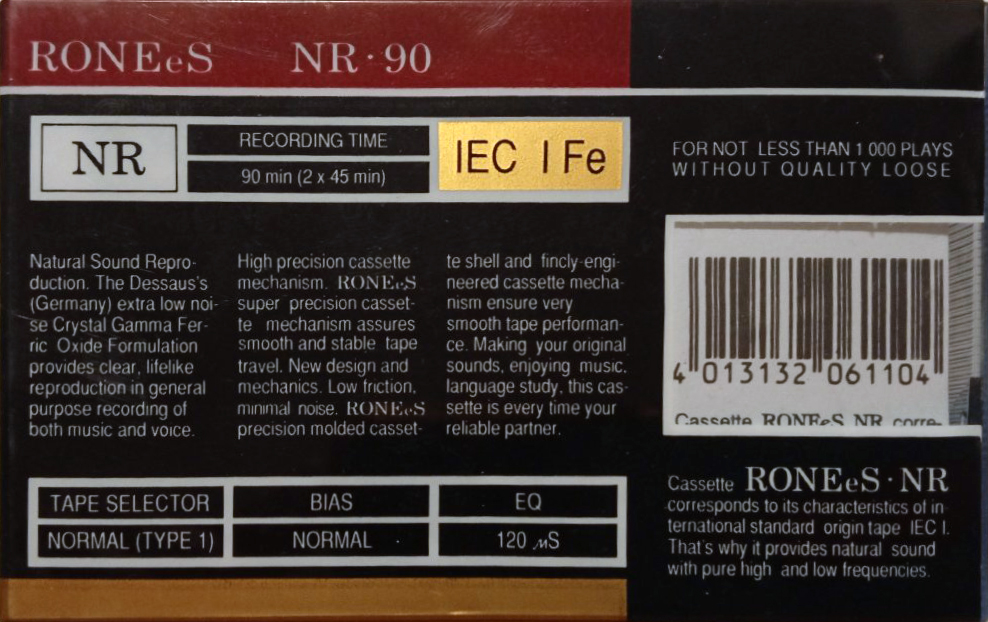 RONEeS NR·90
NR
RECORDING TIME
90 min (2 x 45 min)
IEC I Fe
FOR NOT LESS THAN 1 000 PLAYS
WITHOUT QUALITY LOOSE
Natural Sound Repro-
duction. The Dessaus's
(Germany) extra low noi-
se Crystal Gamma Fer-
ric Oxide Formulation
provides clear, lifelike
reproduction in general
purpose recording of
both music and voice.
High precision cassette
mechanism. RONEeS
super precision casset-
te mechanism assures
smooth and stable tape
travel. New design and
mechanics. Low friction,
minimal noise. RONEeS
precision molded casset-
te shell and fincly-engi-
neered cassette mecha-
nism ensure very
smooth tape performan-
ce. Making your original
sounds, enjoying music,
language study, this cas-
sette is every time your
reliable partner.
4 013132 061104
Cassette RONEeS NR corre-
TAPE SELECTOR
BIAS
EQ
NORMAL (TYPE 1)
NORMAL
120 µS
Cassette RONEeS·NR
corresponds to its characteristics of in-
ternational standard origin tape IEC I.
That's why it provides natural sound
with pure high and low frequencies.